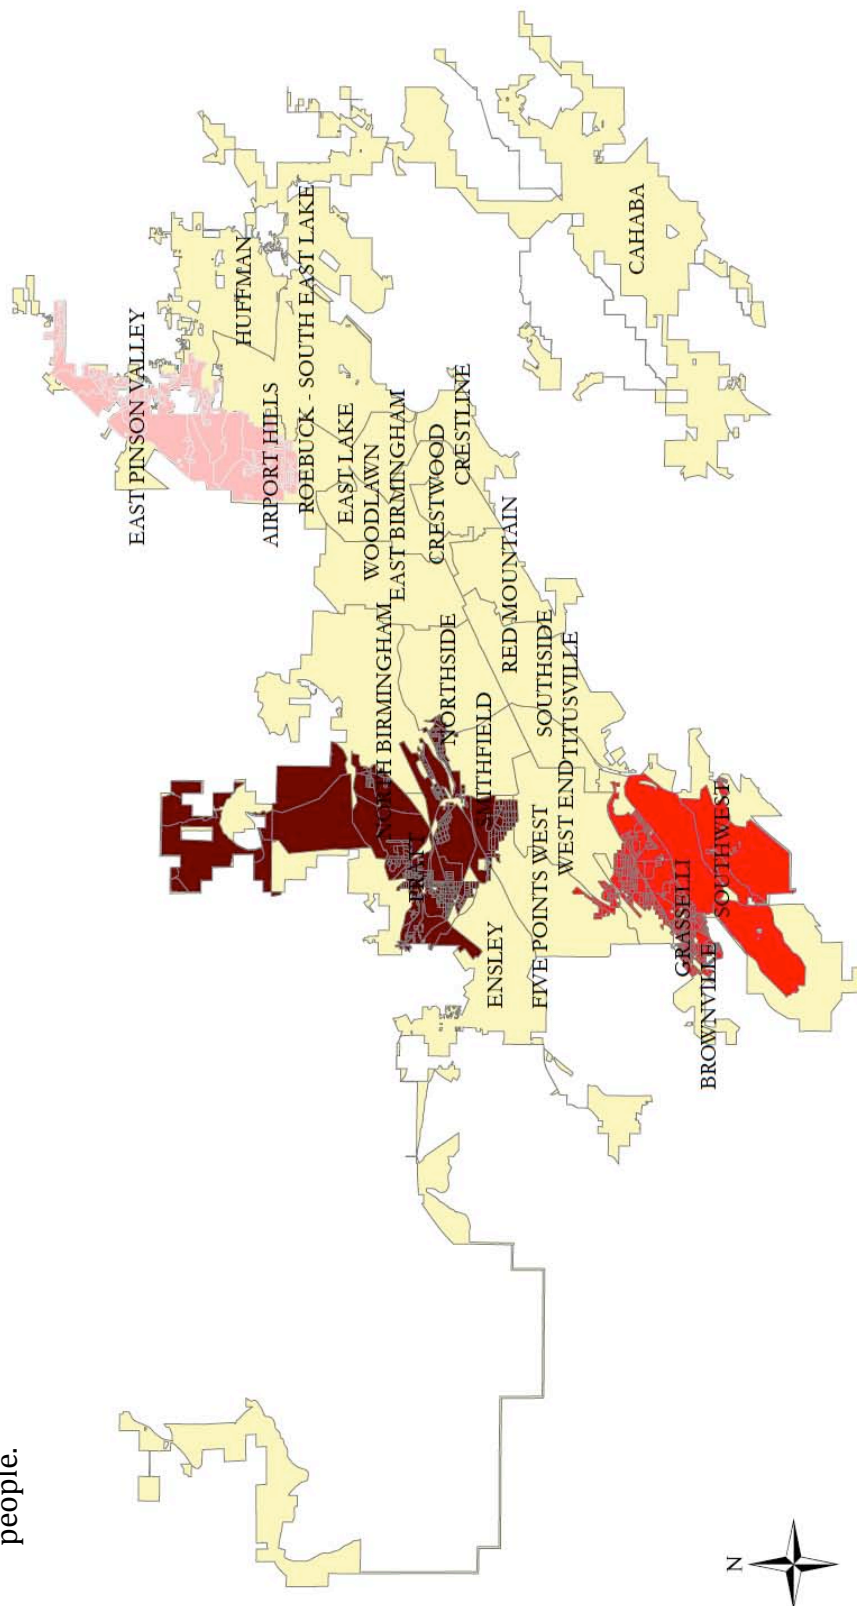 people.
EAST PINSON VALLEY
HUFFMAN
AIRPORT HILLS
ROEBUCK - SOUTH EAST LAKE
EAST LAKE
WOODLAWN
NORTH BIRMINGHAM
EAST BIRMINGHAM
PRATT
CRESTWOOD
NORTHSIDE
CRESTLINE
SMITHFIELD
ENSLEY
RED MOUNTAIN
FIVE POINTS WEST
SOUTHSIDE
WEST END
TITUSVILLE
CAHABA
GRASSELLI
BROWNVILLE
SOUTHWEST
N